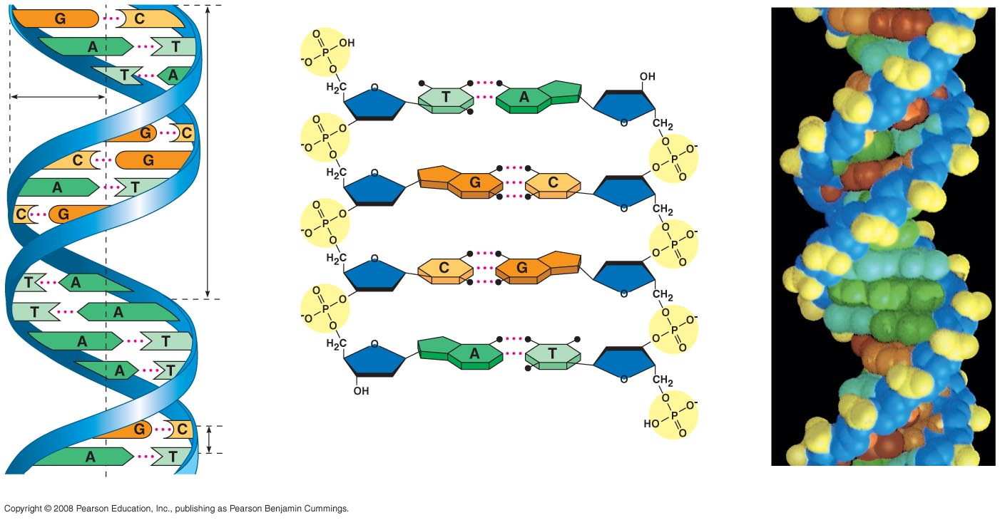 G C
A T
T A
G C
C G
A T
C G
T A
T A
A T
A T
G C
A T
O
P OH
-O O
H2C O
T A
OH
O
CH2
O
P O-
O O
O
P
-O O
H2C O
O
G C
O
CH2
O
P O-
O O
O
P
-O O
H2C O
O
C G
O
CH2
O
P O-
O O
O
P
-O O
H2C O
O
OH
A T
O
CH2
O
P O-
HO O
Copyright © 2008 Pearson Education, Inc., publishing as Pearson Benjamin Cummings.